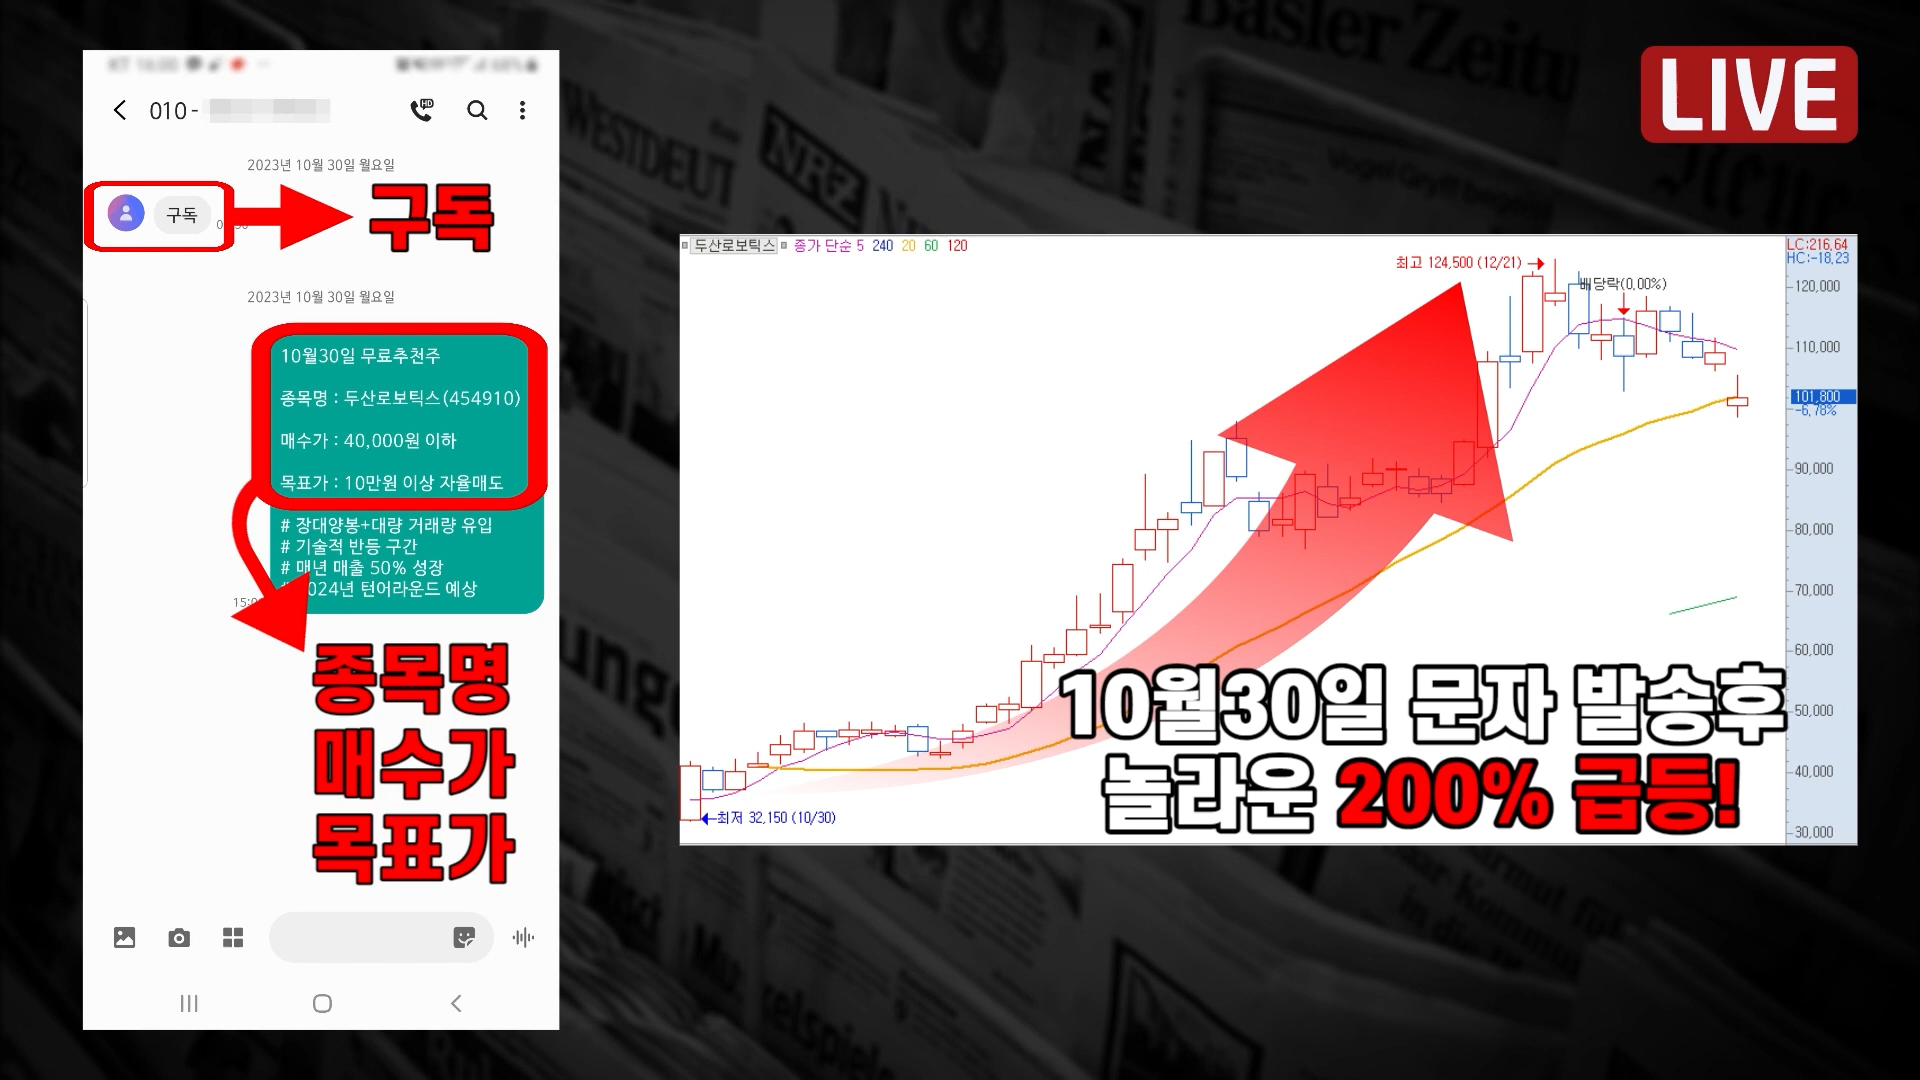 LIVE
010 -
2023년 10월 30일 월요일
구독
구독
2023년 10월 30일 월요일
10월30일 무료추천주
종목명 : 두산로보틱스(454910)
매수가 : 40,000원 이하
목표가 : 10만원 이상 자율매도
# 장대양봉+대량 거래량 유입
# 기술적 반등 구간
# 매년 매출 50% 성장
024년 턴어라운드 예상
종목명
매수가
목표가
두산로보틱스 종가 단순 5 240 20 60 120
LC:216.64
HC:-18.23
최고 124,500 (12/21)
배당락(0.00%)
120,000
110,000
101,800
-6.78%
90,000
80,000
70,000
60,000
50,000
40,000
30,000
최저 32,150 (10/30)
10월30일 문자 발송후
놀라운 200% 급등!
Basler Zeitu
WESTDEUT
NRZ